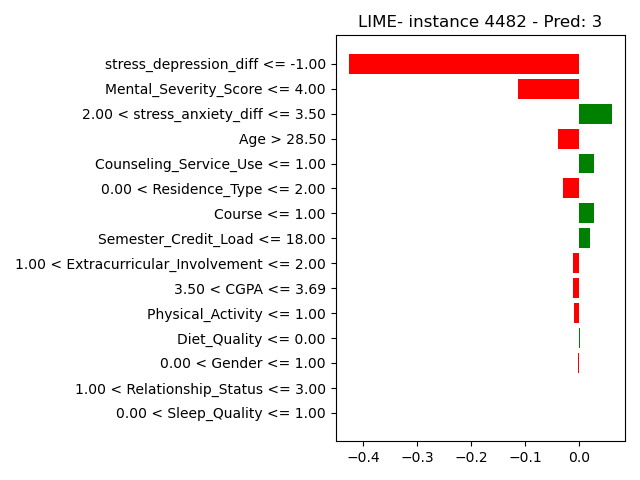 LIME- instance 4482 - Pred: 3
stress_depression_diff <= -1.00
Mental_Severity_Score <= 4.00
2.00 < stress_anxiety_diff <= 3.50
Age > 28.50
Counseling_Service_Use <= 1.00
0.00 < Residence_Type <= 2.00
Course <= 1.00
Semester_Credit_Load <= 18.00
1.00 < Extracurricular_Involvement <= 2.00
3.50 < CGPA <= 3.69
Physical_Activity <= 1.00
Diet_Quality <= 0.00
0.00 < Gender <= 1.00
1.00 < Relationship_Status <= 3.00
0.00 < Sleep_Quality <= 1.00
−0.4 −0.3 −0.2 −0.1 0.0